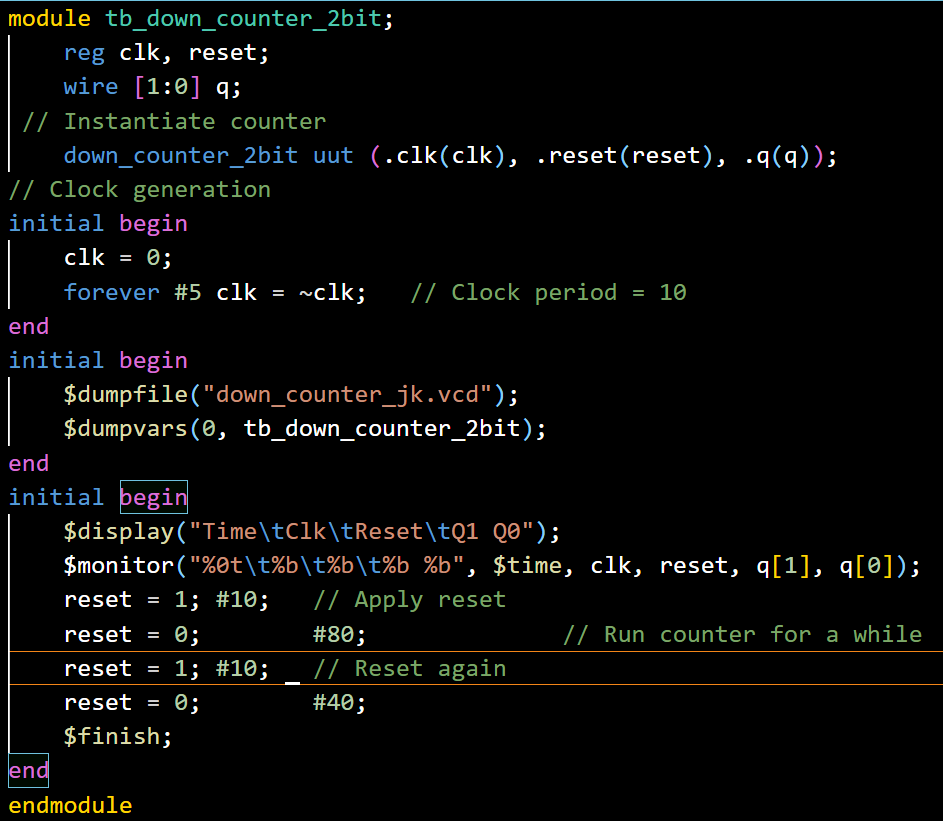 module tb_down_counter_2bit;
    reg clk, reset;
    wire [1:0] q;
 // Instantiate counter
    down_counter_2bit uut (.clk(clk), .reset(reset), .q(q));
// Clock generation
initial begin
    clk = 0;
    forever #5 clk = ~clk;   // Clock period = 10
end
initial begin
    $dumpfile("down_counter_jk.vcd");
    $dumpvars(0, tb_down_counter_2bit);
end
initial begin
    $display("Time\tClk\tReset\tQ1 Q0");
    $monitor("%0t\t%b\t%b\t%b %b", $time, clk, reset, q[1], q[0]);
    reset = 1; #10;   // Apply reset
    reset = 0;        #80;              // Run counter for a while
    reset = 1; #10;   // Reset again
    reset = 0;        #40;
    $finish;
end
endmodule